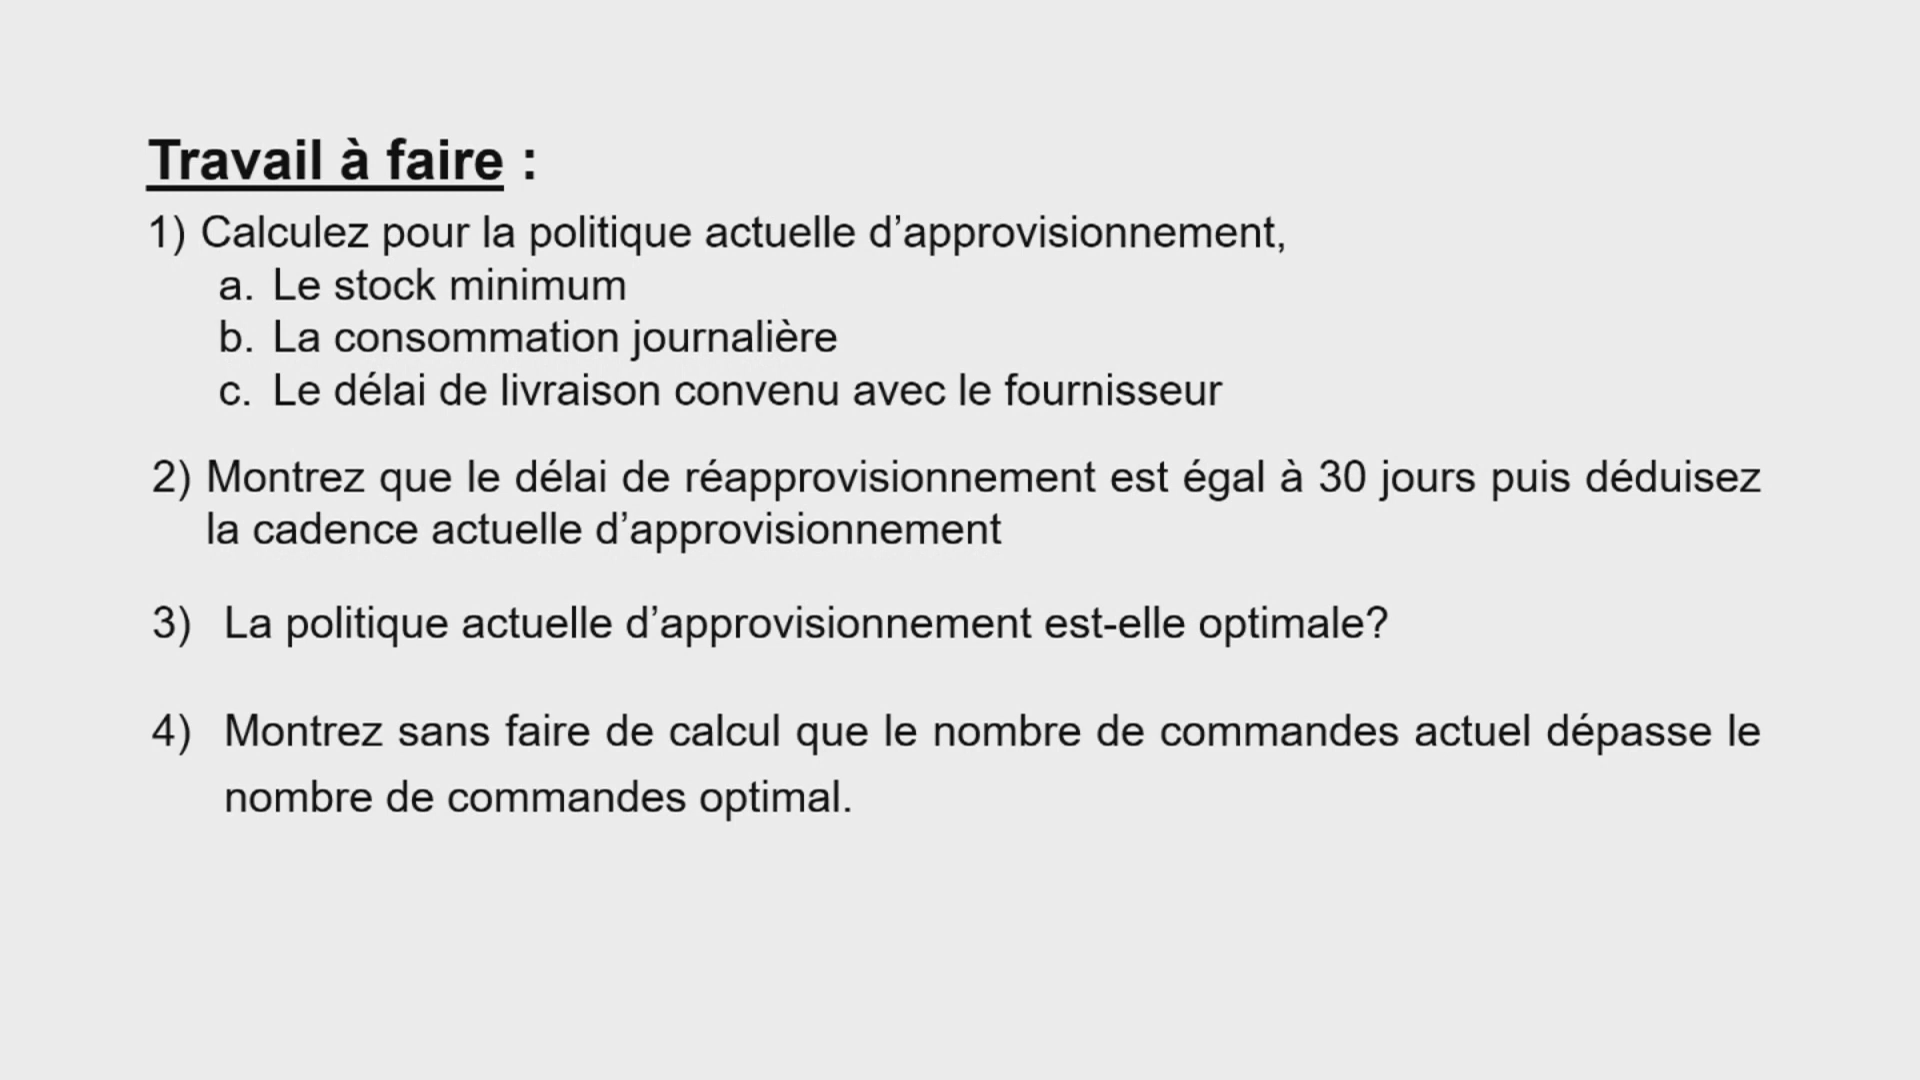 Travail à faire :
1) Calculez pour la politique actuelle d’approvisionnement,
a. Le stock minimum
b. La consommation journalière
c. Le délai de livraison convenu avec le fournisseur
2) Montrez que le délai de réapprovisionnement est égal à 30 jours puis déduisez
la cadence actuelle d’approvisionnement
3) La politique actuelle d’approvisionnement est-elle optimale?
4) Montrez sans faire de calcul que le nombre de commandes actuel dépasse le
nombre de commandes optimal.